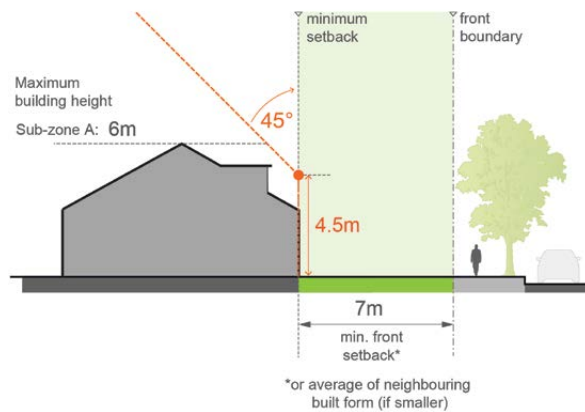 minimum
setback
front
boundary
Maximum
building height
Sub-zone A: 6m
45°
4.5m
7m
min. front
setback*
*or average of neighbouring
built form (if smaller)